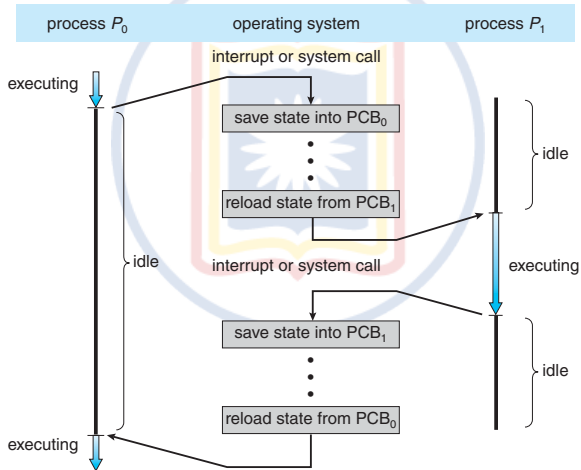 process P₀
operating system
process P₁
interrupt or system call
executing
save state into PCB₀
idle
reload state from PCB₁
idle
interrupt or system call
executing
save state into PCB₁
idle
reload state from PCB₀
executing